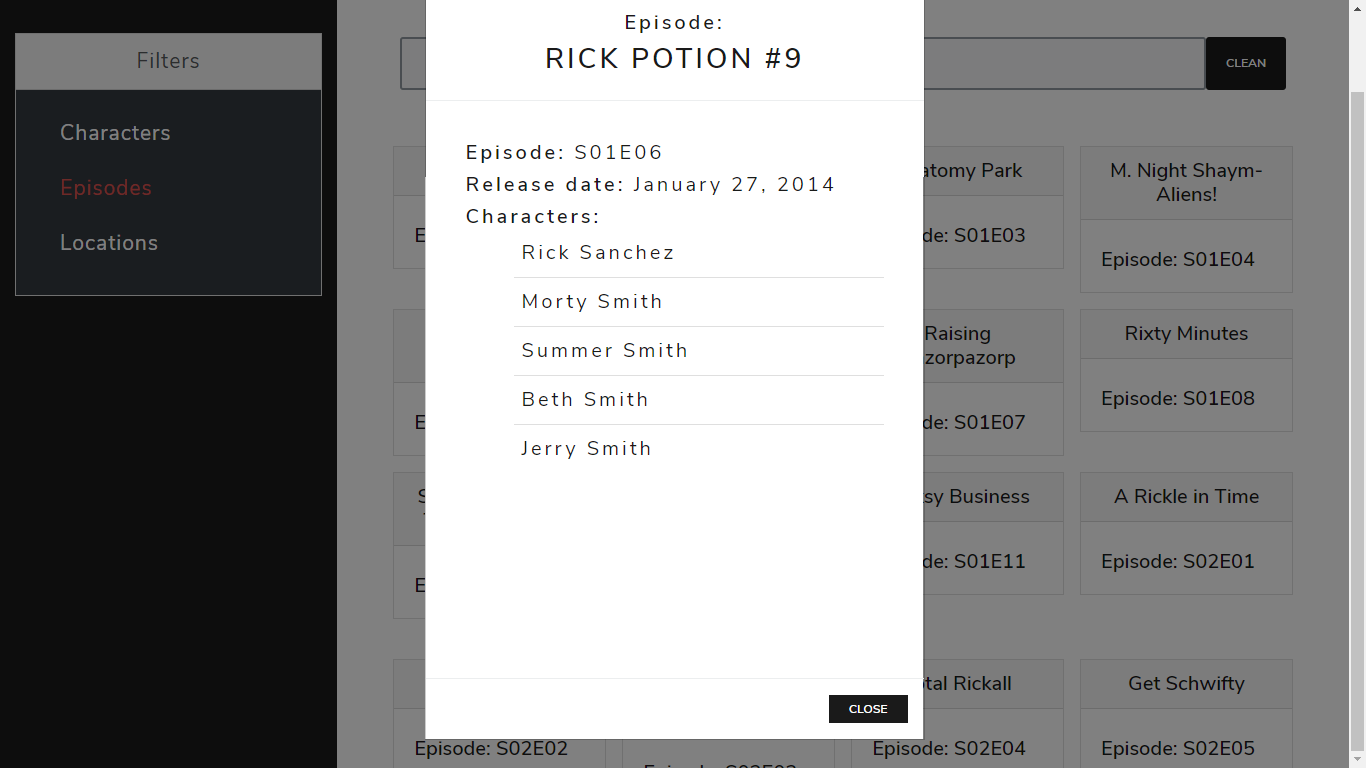 Filters
Characters
Episodes
Locations
CLEAN
Episode:
RICK POTION #9
Episode: S01E06
Release date: January 27, 2014
Characters:
Rick Sanchez
Morty Smith
Summer Smith
Beth Smith
Jerry Smith
CLOSE
atomy Park
de: S01E03
M. Night Shaym-
Aliens!
Episode: S01E04
Raising
zorpazorp
de: S01E07
Rixty Minutes
Episode: S01E08
sy Business
de: S01E11
A Rickle in Time
Episode: S02E01
Episode: S02E02
tal Rickall
Episode: S02E04
Get Schwifty
Episode: S02E05